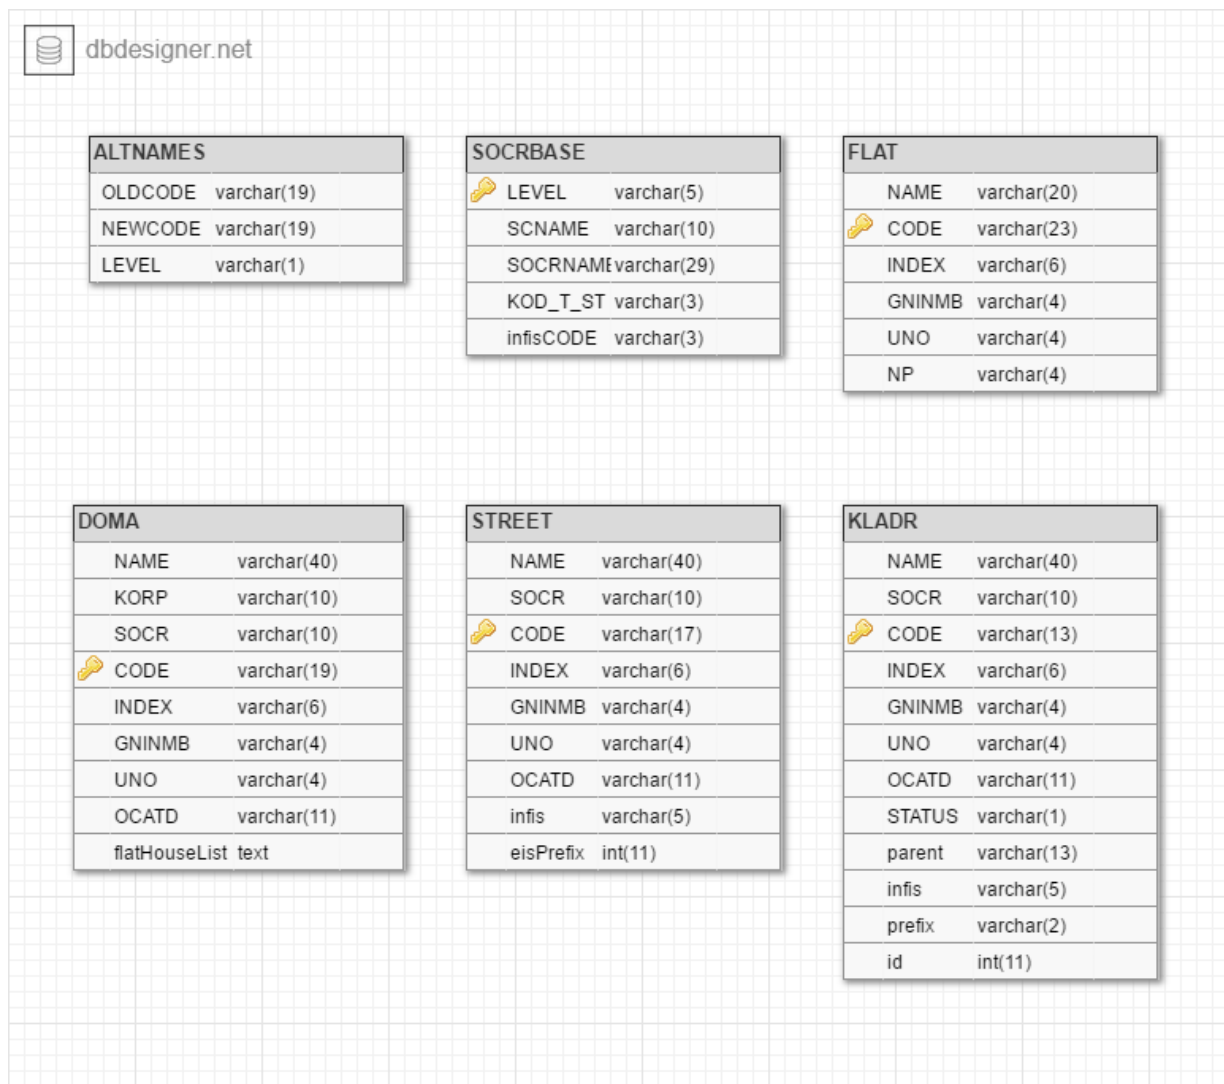 dbdesigner.net
ALTNAMES
OLDCODE varchar(19)
NEWCODE varchar(19)
LEVEL varchar(1)
SOCRBASE
LEVEL varchar(5)
SCNAME varchar(10)
SOCRNAME varchar(29)
KOD_T_ST varchar(3)
infisCODE varchar(3)
FLAT
NAME varchar(20)
CODE varchar(23)
INDEX varchar(6)
GNINMB varchar(4)
UNO varchar(4)
NP varchar(4)
DOMA
NAME varchar(40)
KORP varchar(10)
SOCR varchar(10)
CODE varchar(19)
INDEX varchar(6)
GNINMB varchar(4)
UNO varchar(4)
OCATD varchar(11)
flatHouseList text
STREET
NAME varchar(40)
SOCR varchar(10)
CODE varchar(17)
INDEX varchar(6)
GNINMB varchar(4)
UNO varchar(4)
OCATD varchar(11)
infis varchar(5)
eisPrefix int(11)
KLADR
NAME varchar(40)
SOCR varchar(10)
CODE varchar(13)
INDEX varchar(6)
GNINMB varchar(4)
UNO varchar(4)
OCATD varchar(11)
STATUS varchar(1)
parent varchar(13)
infis varchar(5)
prefix varchar(2)
id int(11)